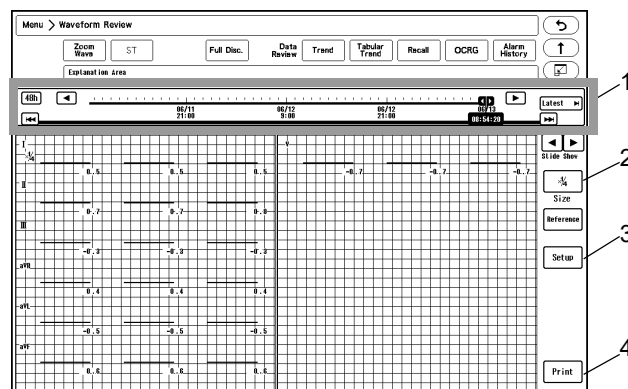 Menu > Waveform Review
Zoom Wave ST Full Disc. Data Review Trend Tabular Trend Recall OCRG Alarm History
Explanation Area
1
48h Latest
06/11 9:00 06/12 9:00 06/12 21:00 06/13
08:54:20
I V
×1/4
0.5 0.5 0.5 -0.7 -0.7 -0.7
Slide Show
2
×1/4
Size
II
0.7 0.7 0.8
Reference
III
-0.3 -0.3 -0.3
3
Setup
aVR
0.4 0.4 0.4
aVL
-0.5 -0.5 -0.5
aVF
0.6 0.6 0.6
4
Print